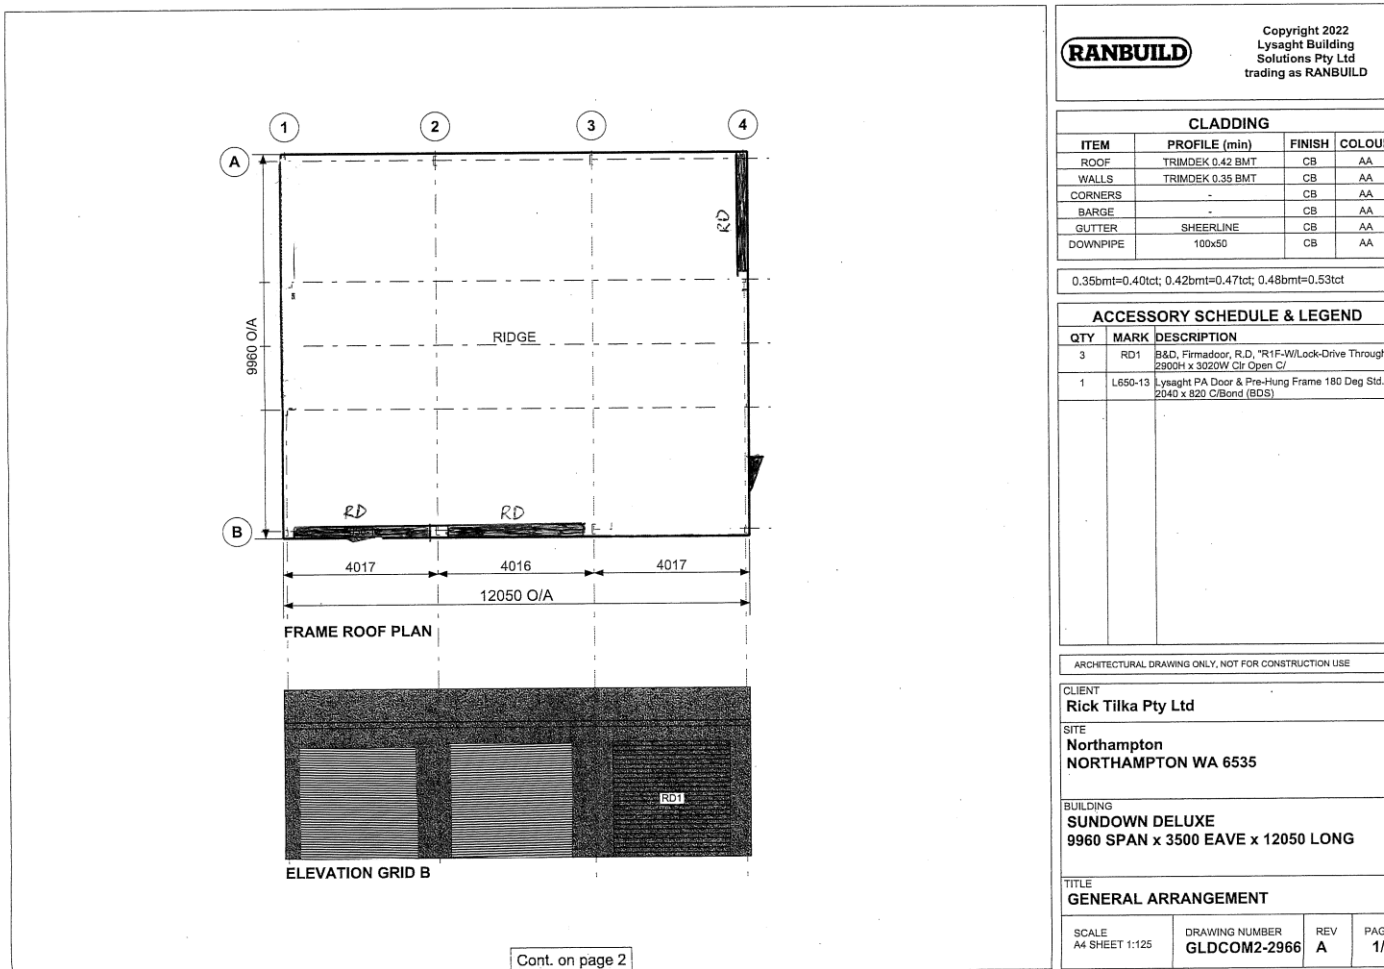 1
2
3
4
A
RD
9960 O/A
RIDGE
RD
RD
B
4017
4016
4017
12050 O/A
FRAME ROOF PLAN
RD1
ELEVATION GRID B
Cont. on page 2
RANBUILD
Copyright 2022
Lysaght Building
Solutions Pty Ltd
trading as RANBUILD
CLADDING
ITEM PROFILE (min) FINISH COLOU
ROOF TRIMDEK 0.42 BMT CB AA
WALLS TRIMDEK 0.35 BMT CB AA
CORNERS - CB AA
BARGE - CB AA
GUTTER SHEERLINE CB AA
DOWNPIPE 100x50 CB AA
0.35bmt=0.40tct; 0.42bmt=0.47tct; 0.48bmt=0.53tct
ACCESSORY SCHEDULE & LEGEND
QTY MARK DESCRIPTION
3 RD1 B&D, Firmadoor, R.D, "R1F-W/Lock-Drive Through
2900H x 3020W Clr Open C/
1 L650-13 Lysaght PA Door & Pre-Hung Frame 180 Deg Std.
2040 x 820 C/Bond (BDS)
ARCHITECTURAL DRAWING ONLY, NOT FOR CONSTRUCTION USE
CLIENT
Rick Tilka Pty Ltd
SITE
Northampton
NORTHAMPTON WA 6535
BUILDING
SUNDOWN DELUXE
9960 SPAN x 3500 EAVE x 12050 LONG
TITLE
GENERAL ARRANGEMENT
SCALE
A4 SHEET 1:125
DRAWING NUMBER
GLDCOM2-2966
REV
A
PAG
1/